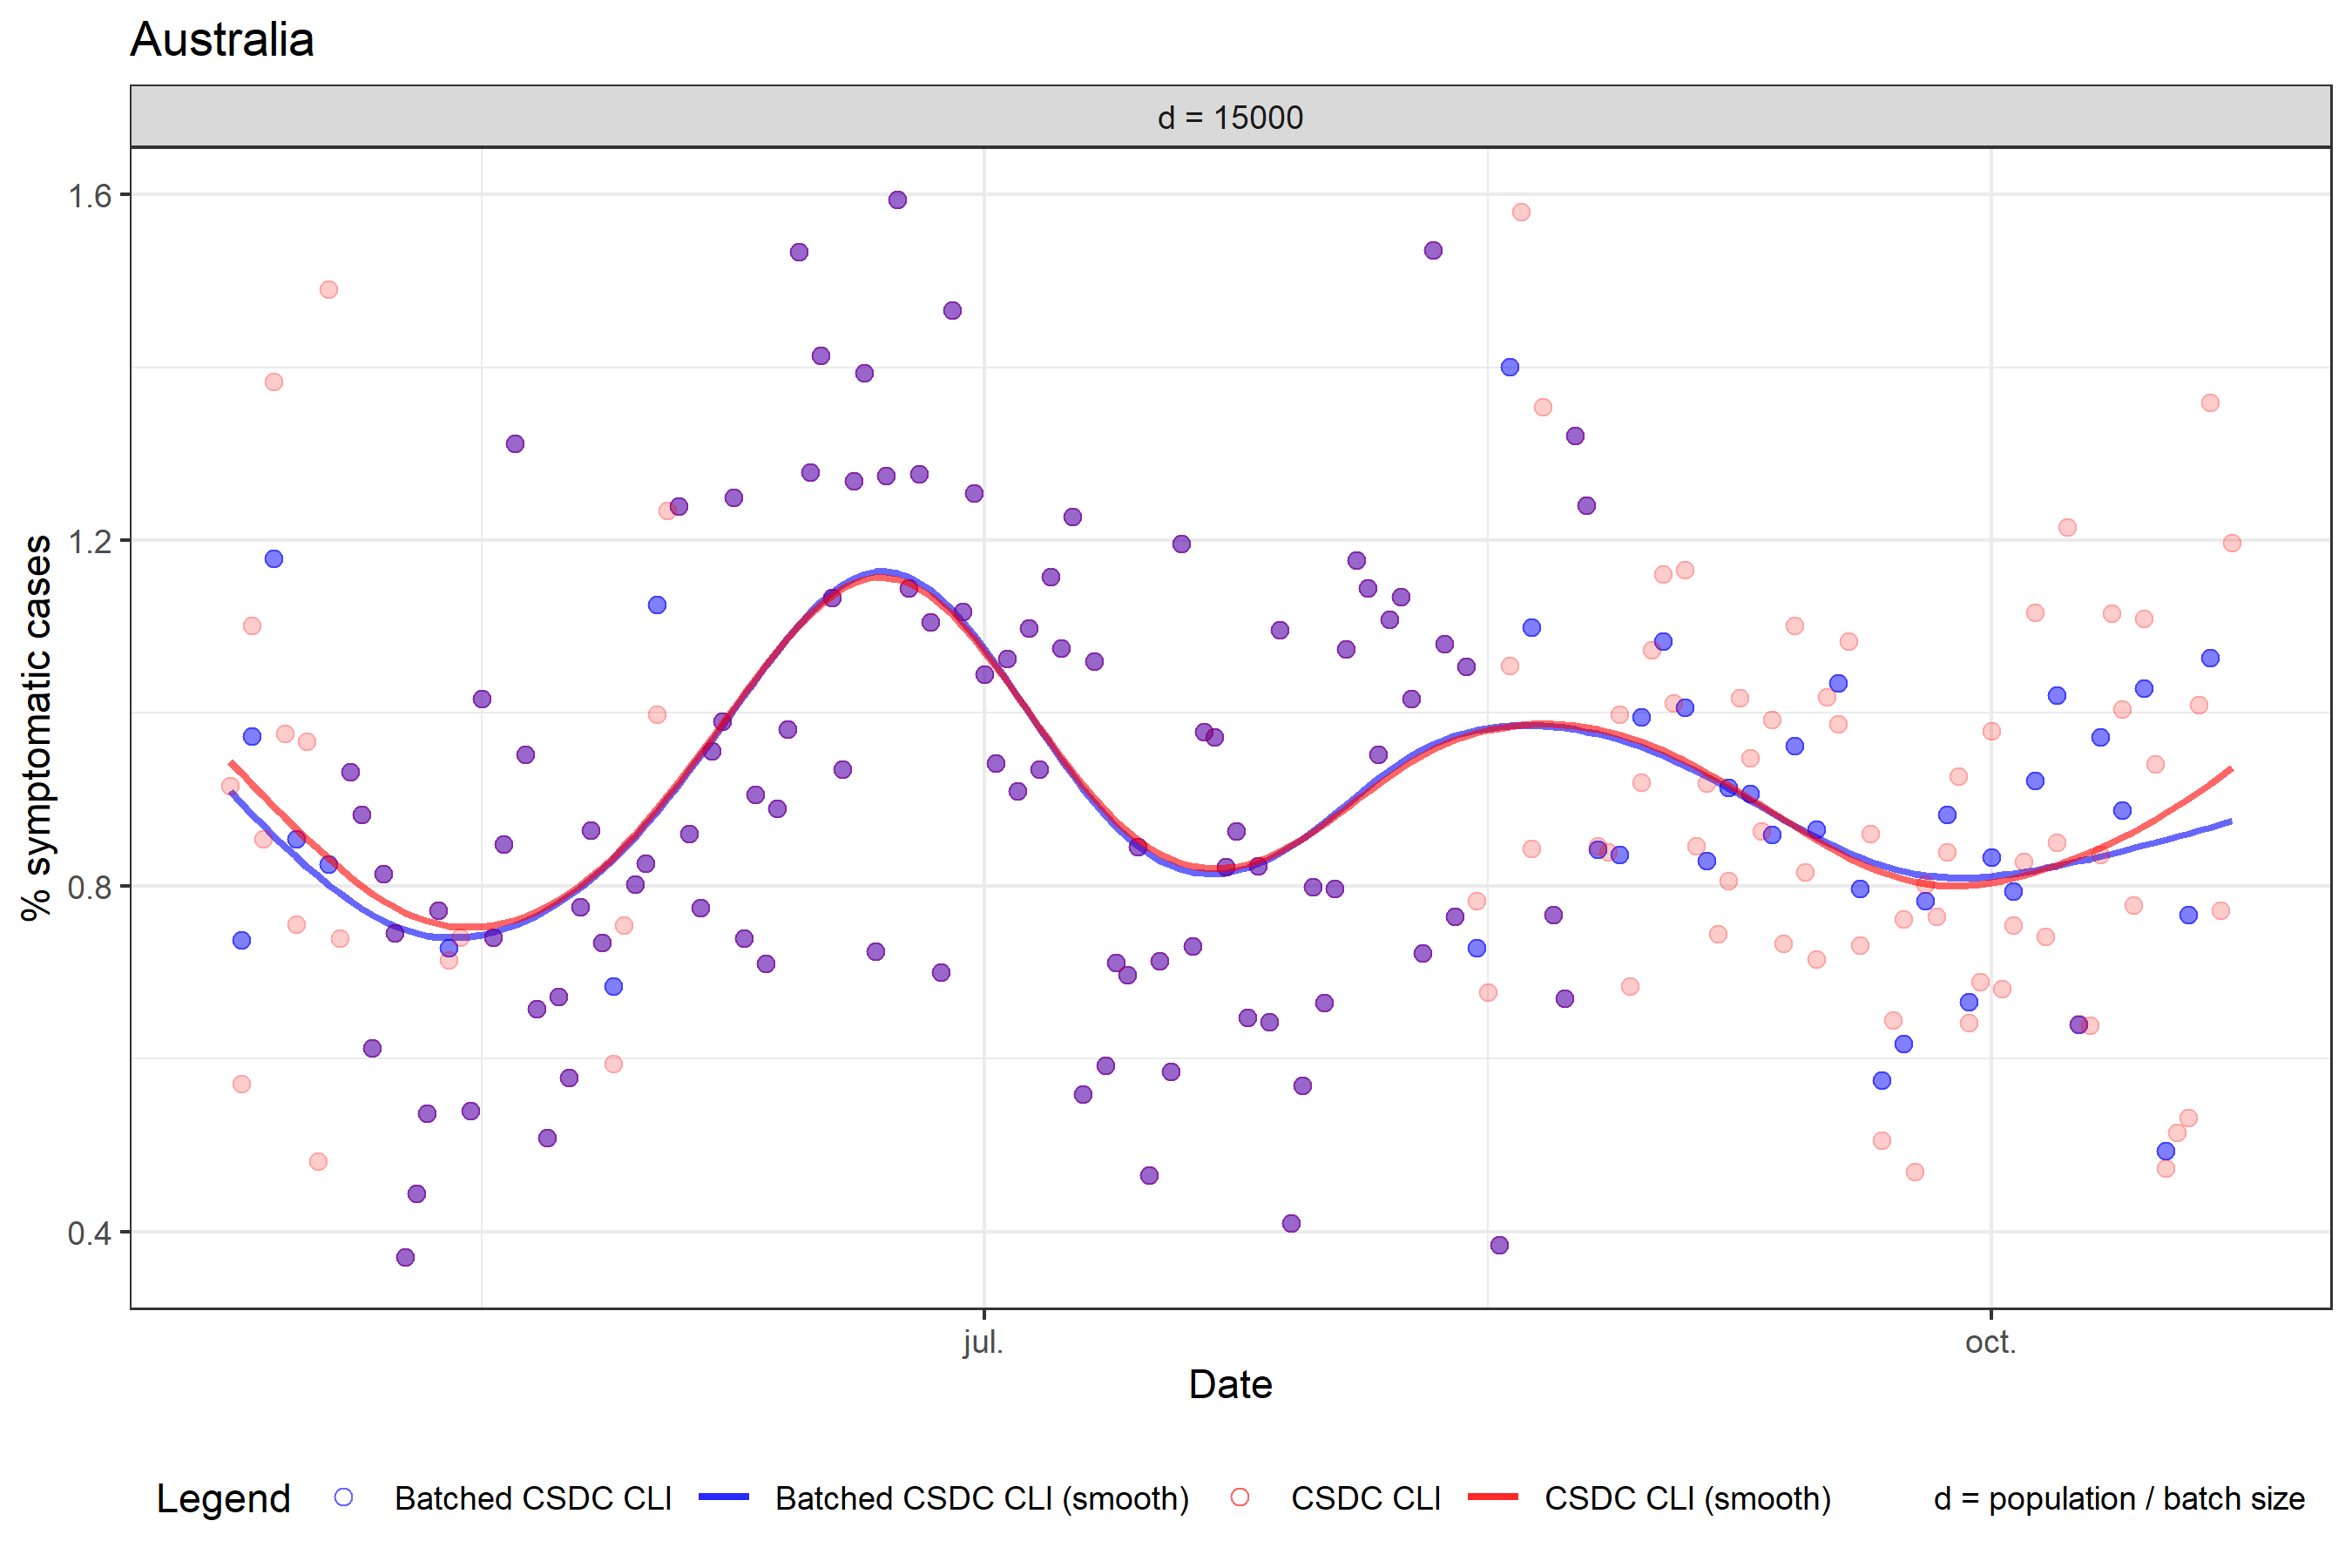 Australia
d = 15000
% symptomatic cases
1.6
1.2
0.8
0.4
jul.
oct.
Date
Legend
Batched CSDC CLI
Batched CSDC CLI (smooth)
CSDC CLI
CSDC CLI (smooth)
d = population / batch size